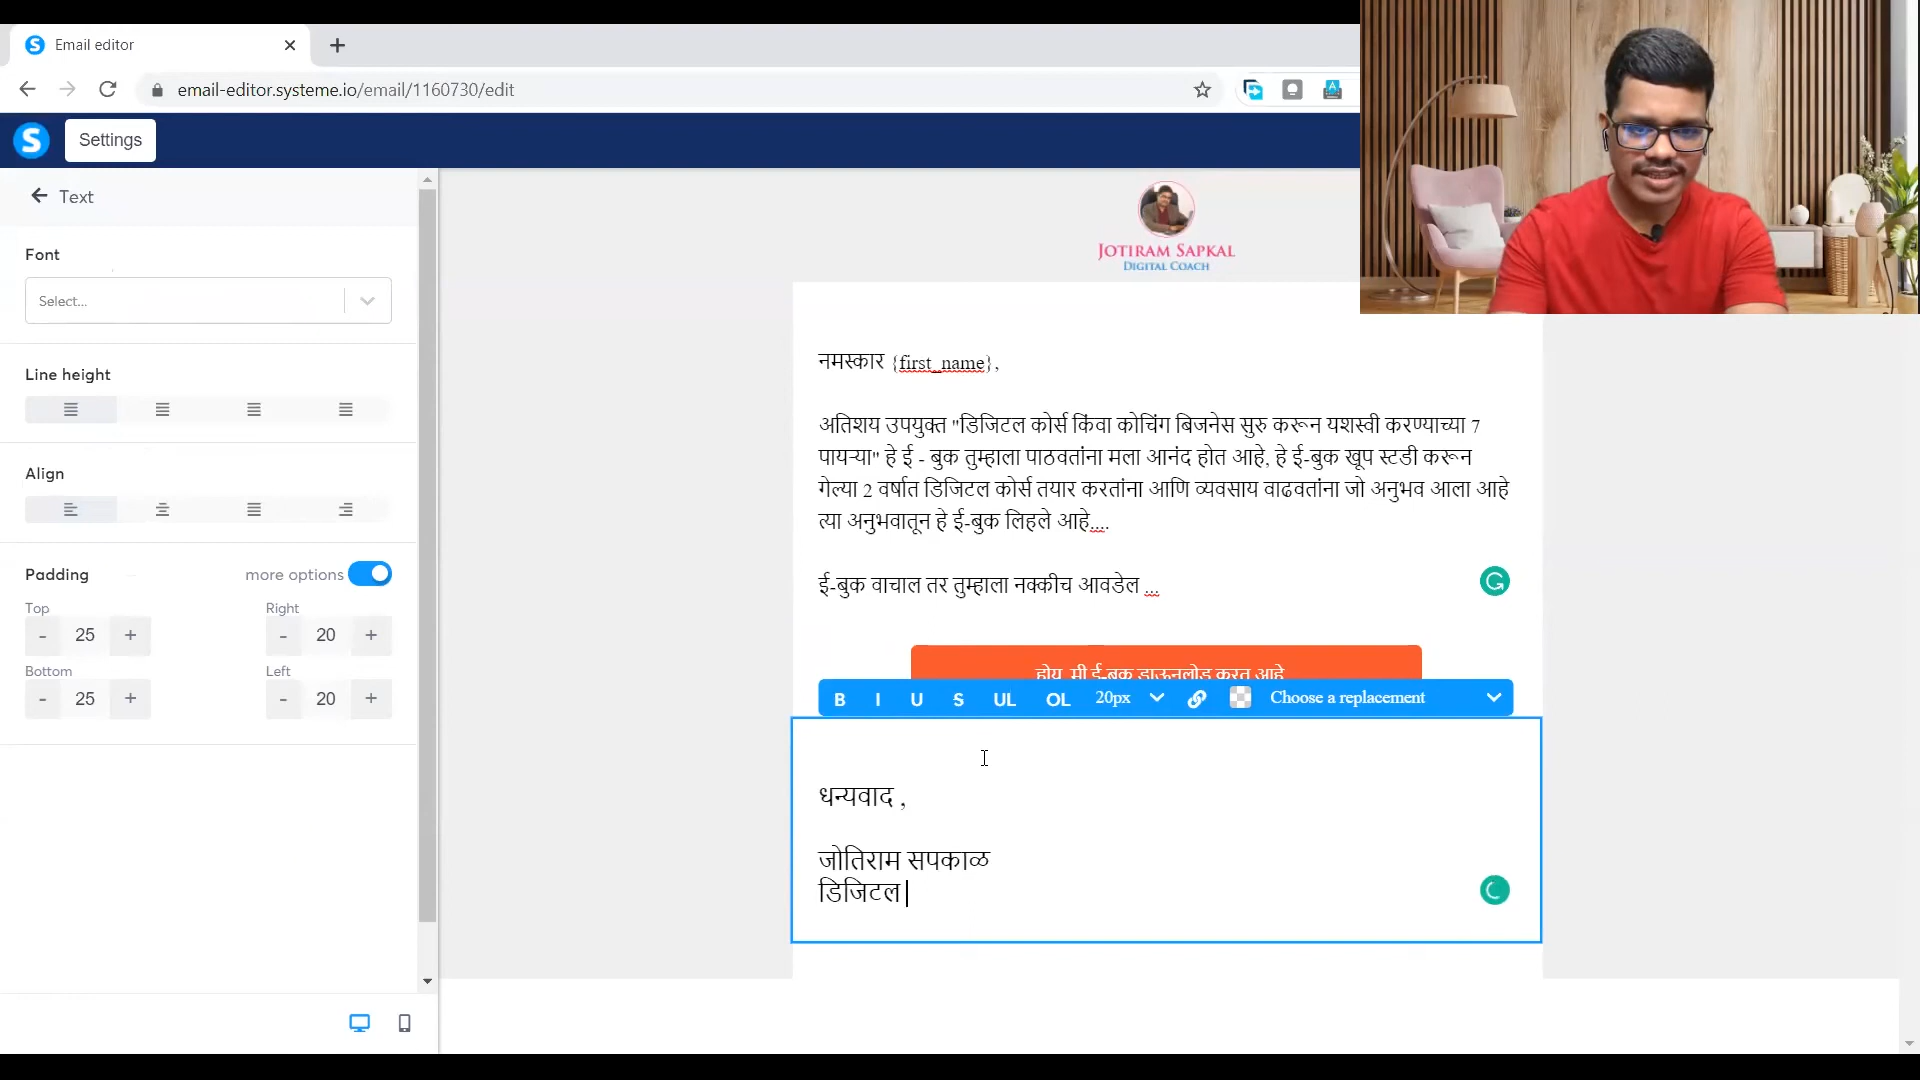 Email editor
email-editor.systeme.io/email/1160730/edit
S
Settings
Text
Font
Select...
Line height
Align
Padding
more options
Top
Right
- 25 +
- 20 +
Bottom
Left
- 25 +
- 20 +
JOTIRAM SAPKAL
DIGITAL COACH
नमस्कार {first_name},
अतिशय उपयुक्त "डिजिटल कोर्स किंवा कोचिंग बिजनेस सुरु करून यशस्वी करण्याच्या 7
पायऱ्या" हे ई - बुक तुम्हाला पाठवतांना मला आनंद होत आहे, हे ई-बुक खूप स्टडी करून
गेल्या 2 वर्षात डिजिटल कोर्स तयार करतांना आणि व्यवसाय वाढवतांना जो अनुभव आला आहे
त्या अनुभवातून हे ई-बुक लिहले आहे....
ई-बुक वाचाल तर तुम्हाला नक्कीच आवडेल ...
होय, मी ई-बुक डाऊनलोड करत आहे
B I U S UL OL 20px Choose a replacement
धन्यवाद ,
जोतिराम सपकाळ
डिजिटल